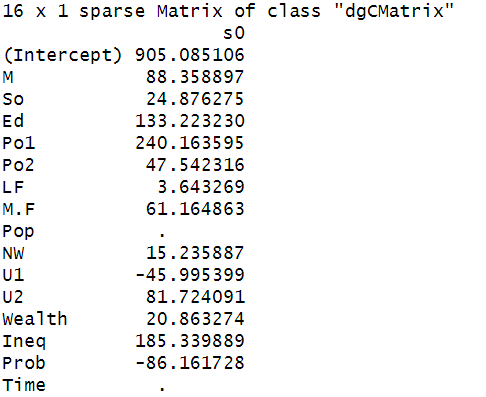 16 x 1 sparse Matrix of class "dgCMatrix"
s0
(Intercept) 905.085106
M 88.358897
So 24.876275
Ed 133.223230
Po1 240.163595
Po2 47.542316
LF 3.643269
M.F 61.164863
Pop .
NW 15.235887
U1 -45.995399
U2 81.724091
Wealth 20.863274
Ineq 185.339889
Prob -86.161728
Time .